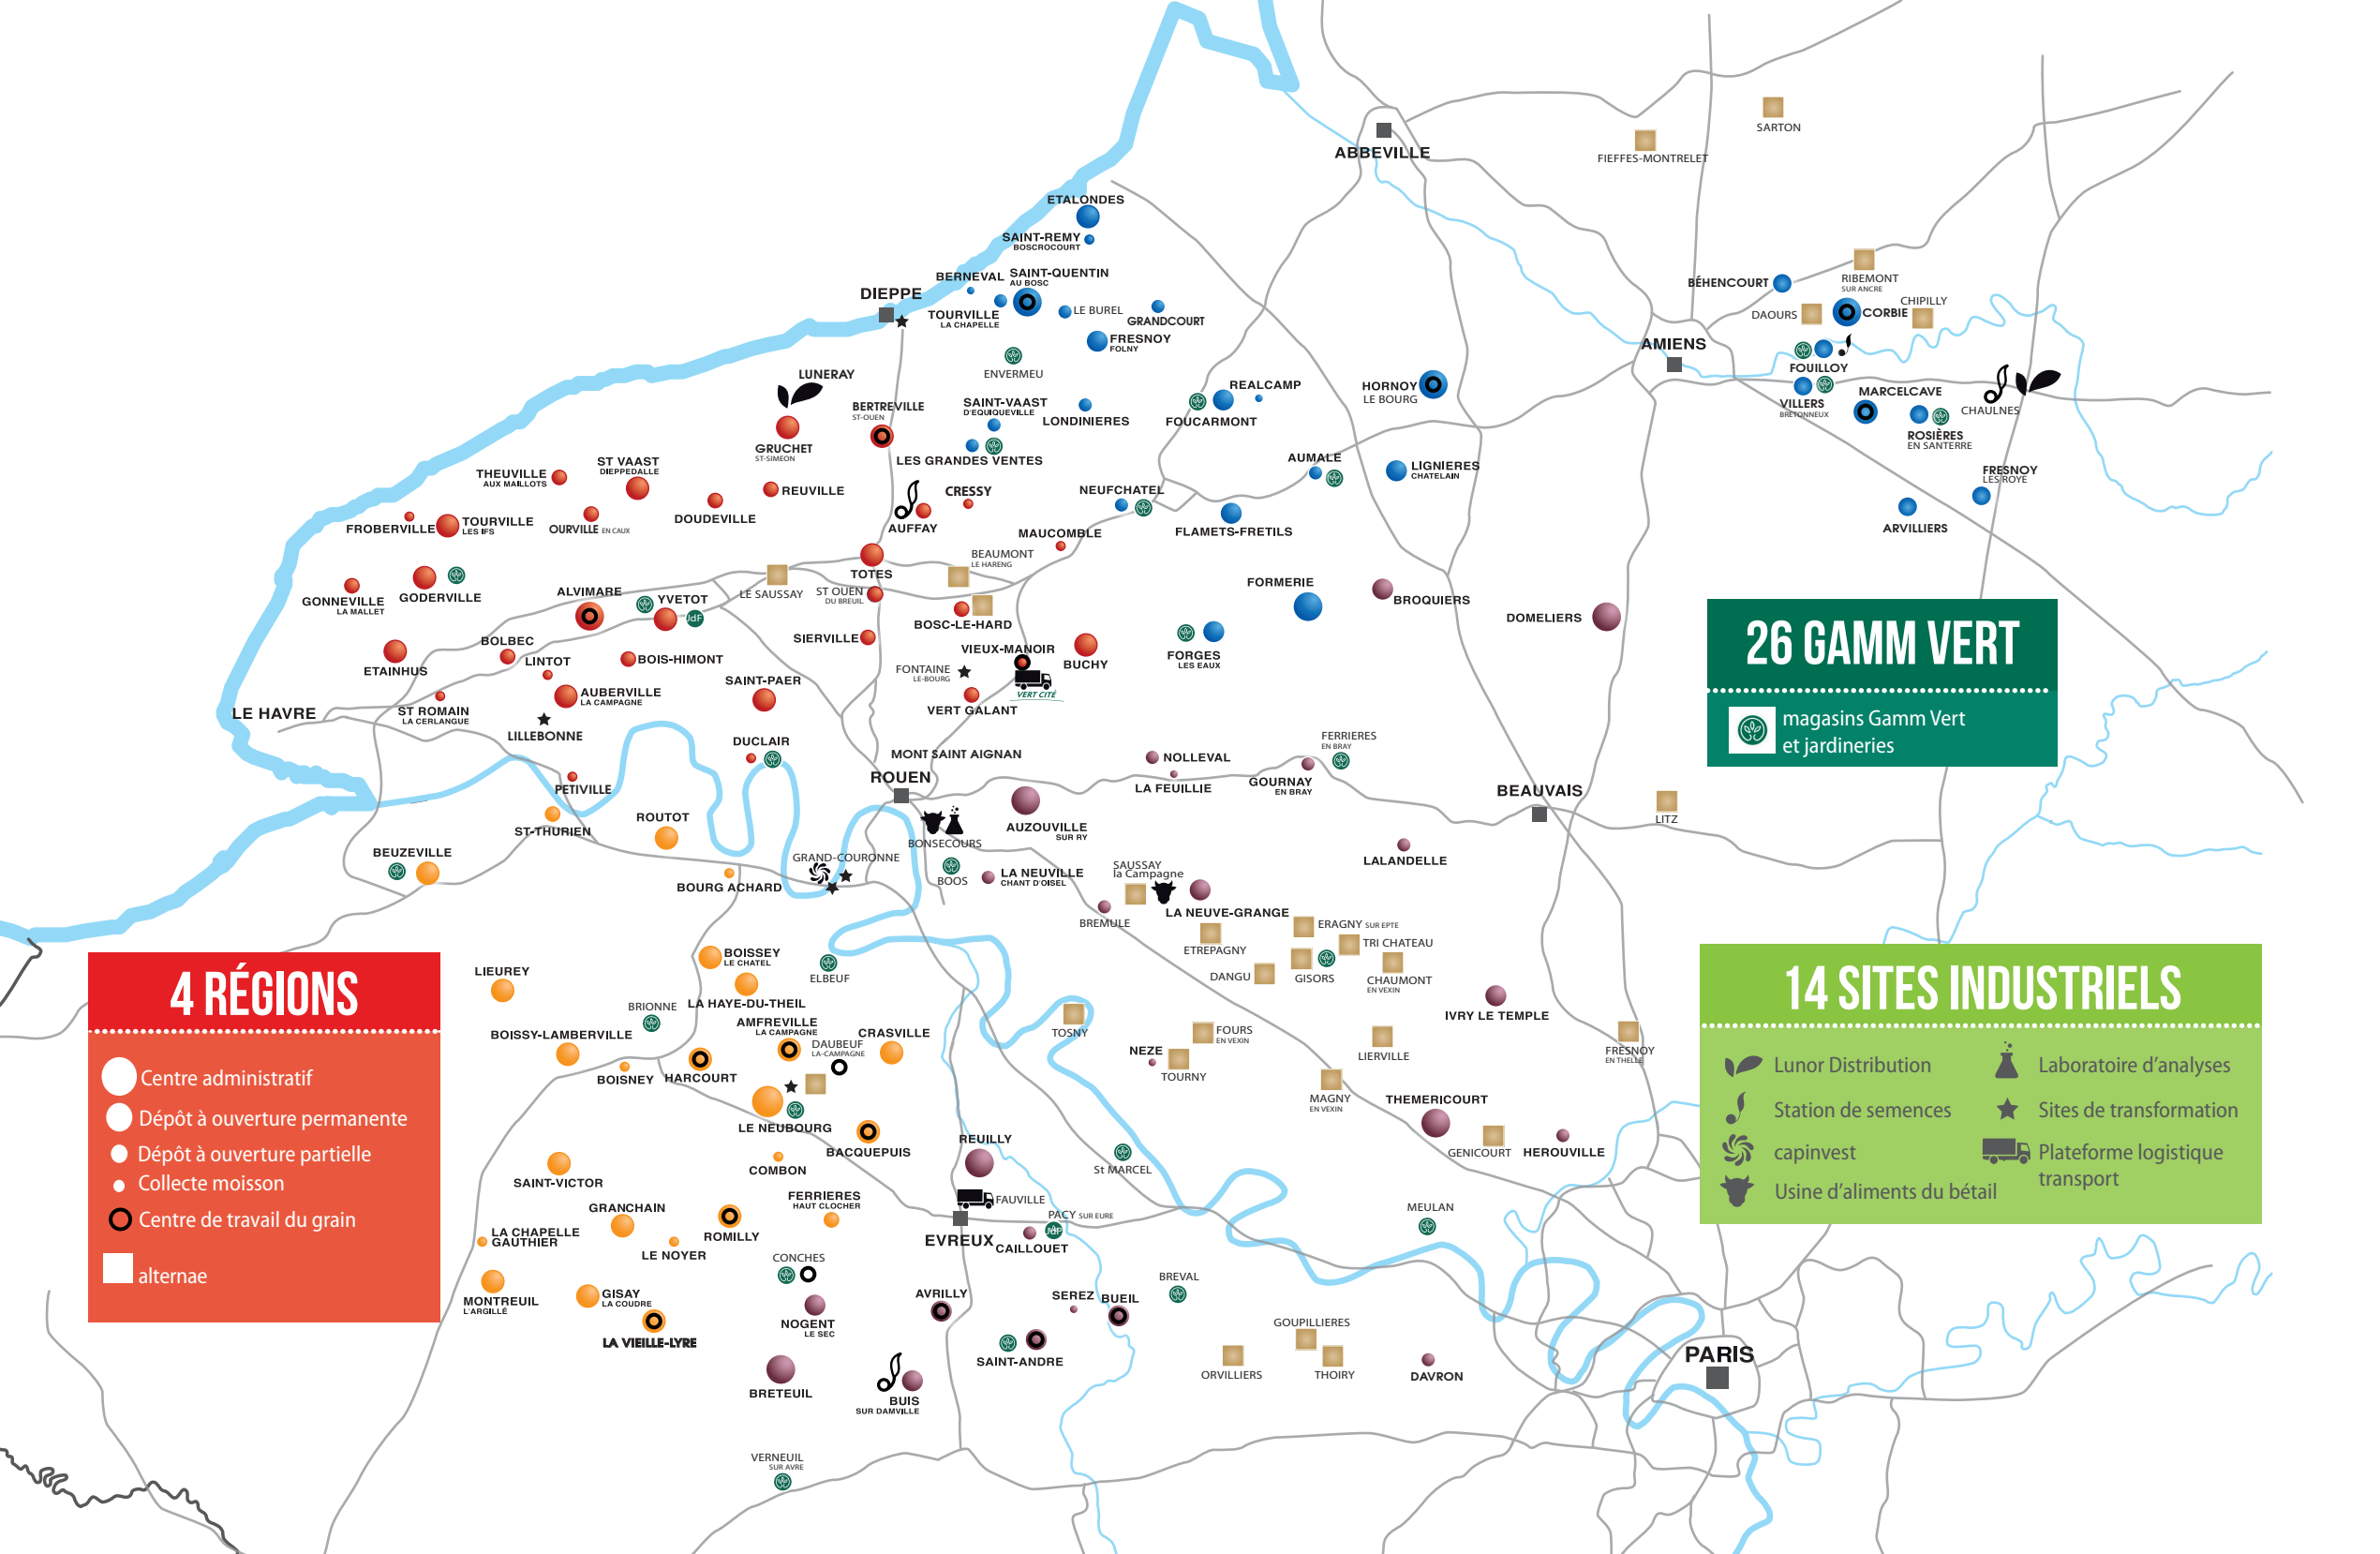 SARTON
ABBEVILLE
FIEFFES-MONTRELET
ETALONDES
SAINT-REMY
BOSCROCOURT
BERNEVAL
SAINT-QUENTIN
AU BOSC
DIEPPE
TOURVILLE
LA CHAPELLE
LE BUREL
GRANDCOURT
FRESNOY
FOLNY
ENVERMEU
BÉHENCOURT
RIBEMONT
SUR ANCRE
CHIPILLY
DAOURS
CORBIE
AMIENS
FOUILLOY
VILLERS
BRETONNEUX
MARCELCAVE
CHAULNES
ROSIÈRES
EN SANTERRE
FRESNOY
LES ROYE
ARVILLIERS
LUNERAY
BERTREVILLE
ST-OUEN
GRUCHET
ST-SIMÉON
SAINT-VAAST
D'EQUIQUEVILLE
LONDINIERES
LES GRANDES VENTES
REALCAMP
FOUCARMONT
HORNOY
LE BOURG
AUMALE
LIGNIERES
CHATELAIN
THEUVILLE
AUX MAILLOTS
ST VAAST
DIEPPEDALLE
REUVILLE
DOUDEVILLE
CRESSY
AUFFAY
NEUFCHATEL
FLAMETS-FRETILS
FROBERVILLE
TOURVILLE
LES IFS
OURVILLE EN CAUX
MAUCOMBLE
TOTES
BEAUMONT
LE HARENG
GONNEVILLE
LA MALLET
GODERVILLE
ALVIMARE
YVETOT
JdF
LE SAUSSAY
ST OUEN
DU BREUIL
BOSC-LE-HARD
SIERVILLE
FORMERIE
BROQUIERS
DOMELIERS
ETAINHUS
BOLBEC
LINTOT
BOIS-HIMONT
AUBERVILLE
LA CAMPAGNE
SAINT-PAER
FONTAINE
LE-BOURG
VIEUX-MANOIR
VERT CITÉ
BUCHY
FORGES
LES EAUX
VERT GALANT
LE HAVRE
ST ROMAIN
LA CERLANGUE
LILLEBONNE
DUCLAIR
MONT SAINT AIGNAN
ROUEN
PETIVILLE
NOLLEVAL
LA FEUILLIE
GOURNAY
EN BRAY
FERRIERES
EN BRAY
BEAUVAIS
LITZ
26 GAMM VERT
magasins Gamm Vert
et jardineries
ST-THURIEN
ROUTOT
BEUZEVILLE
BOURG ACHARD
GRAND-COURONNE
BONSECOURS
BOOS
AUZOUVILLE
SUR RY
LA NEUVILLE
CHANT D'OISEL
SAUSSAY
la Campagne
BREMULE
LA NEUVE-GRANGE
LALANDELLE
ETREPAGNY
ERAGNY SUR EPTE
TRI CHATEAU
DANGU
GISORS
CHAUMONT
EN VEXIN
IVRY LE TEMPLE
FRESNOY
EN THELLE
4 RÉGIONS
Centre administratif
Dépôt à ouverture permanente
Dépôt à ouverture partielle
Collecte moisson
Centre de travail du grain
alternae
LIEUREY
BOISSEY
LE CHATEL
ELBEUF
BRIONNE
LA HAYE-DU-THEIL
BOISSY-LAMBERVILLE
AMFREVILLE
LA CAMPAGNE
DAUBEUF
LA-CAMPAGNE
CRASVILLE
BOISNEY
HARCOURT
LE NEUBOURG
BACQUEPUIS
COMBON
TOSNY
NEZE
FOURS
EN VEXIN
TOURNY
LIERVILLE
MAGNY
EN VEXIN
THEMERICOURT
GENICOURT
HEROUVILLE
14 SITES INDUSTRIELS
Lunor Distribution
Station de semences
capinvest
Usine d'aliments du bétail
Laboratoire d'analyses
Sites de transformation
Plateforme logistique
transport
REUILLY
St MARCEL
SAINT-VICTOR
GRANCHAIN
FERRIERES
HAUT CLOCHER
FAUVILLE
PACY SUR EURE
JdF
EVREUX
CAILLOUET
MEULAN
LA CHAPELLE
GAUTHIER
LE NOYER
ROMILLY
CONCHES
MONTREUIL
L'ARGILLÉ
GISAY
LA COUDRE
LA VIEILLE-LYRE
NOGENT
LE SEC
AVRILLY
SEREZ
BUEIL
BREVAL
SAINT-ANDRE
BRETEUIL
BUIS
SUR DAMVILLE
GOUPILLIERES
ORVILLIERS
THOIRY
DAVRON
PARIS
VERNEUIL
SUR AVRE